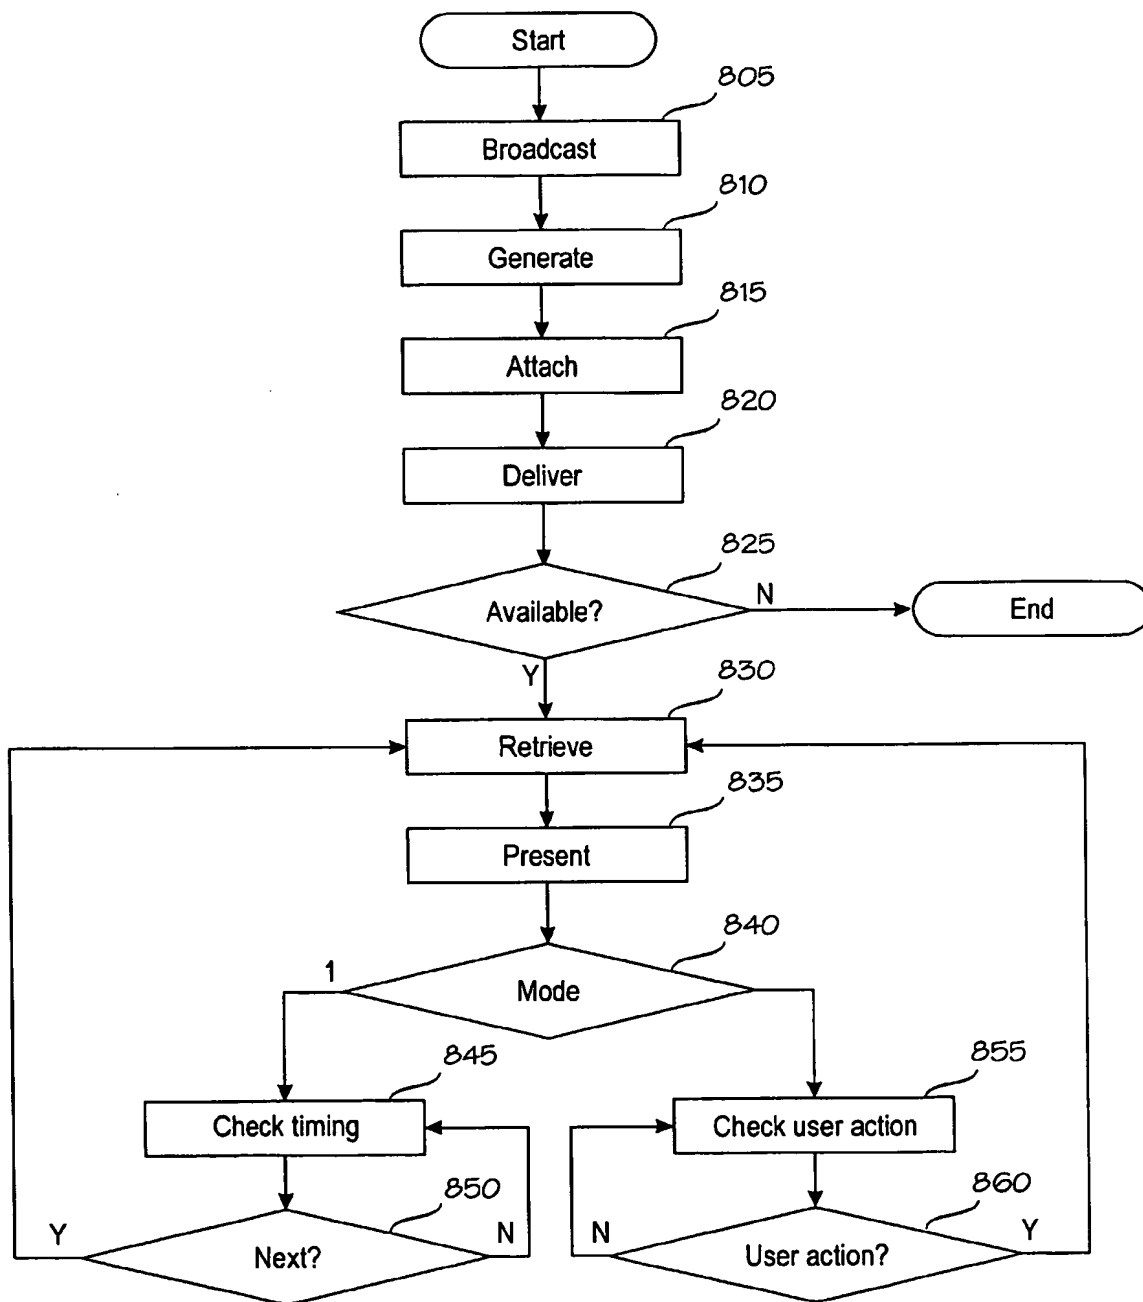 Start
805
Broadcast
810
Generate
815
Attach
820
Deliver
825
Available?
N
End
Y
830
Retrieve
835
Present
840
1
Mode
845
Check timing
855
Check user action
850
Y
Next?
N
860
N
User action?
Y